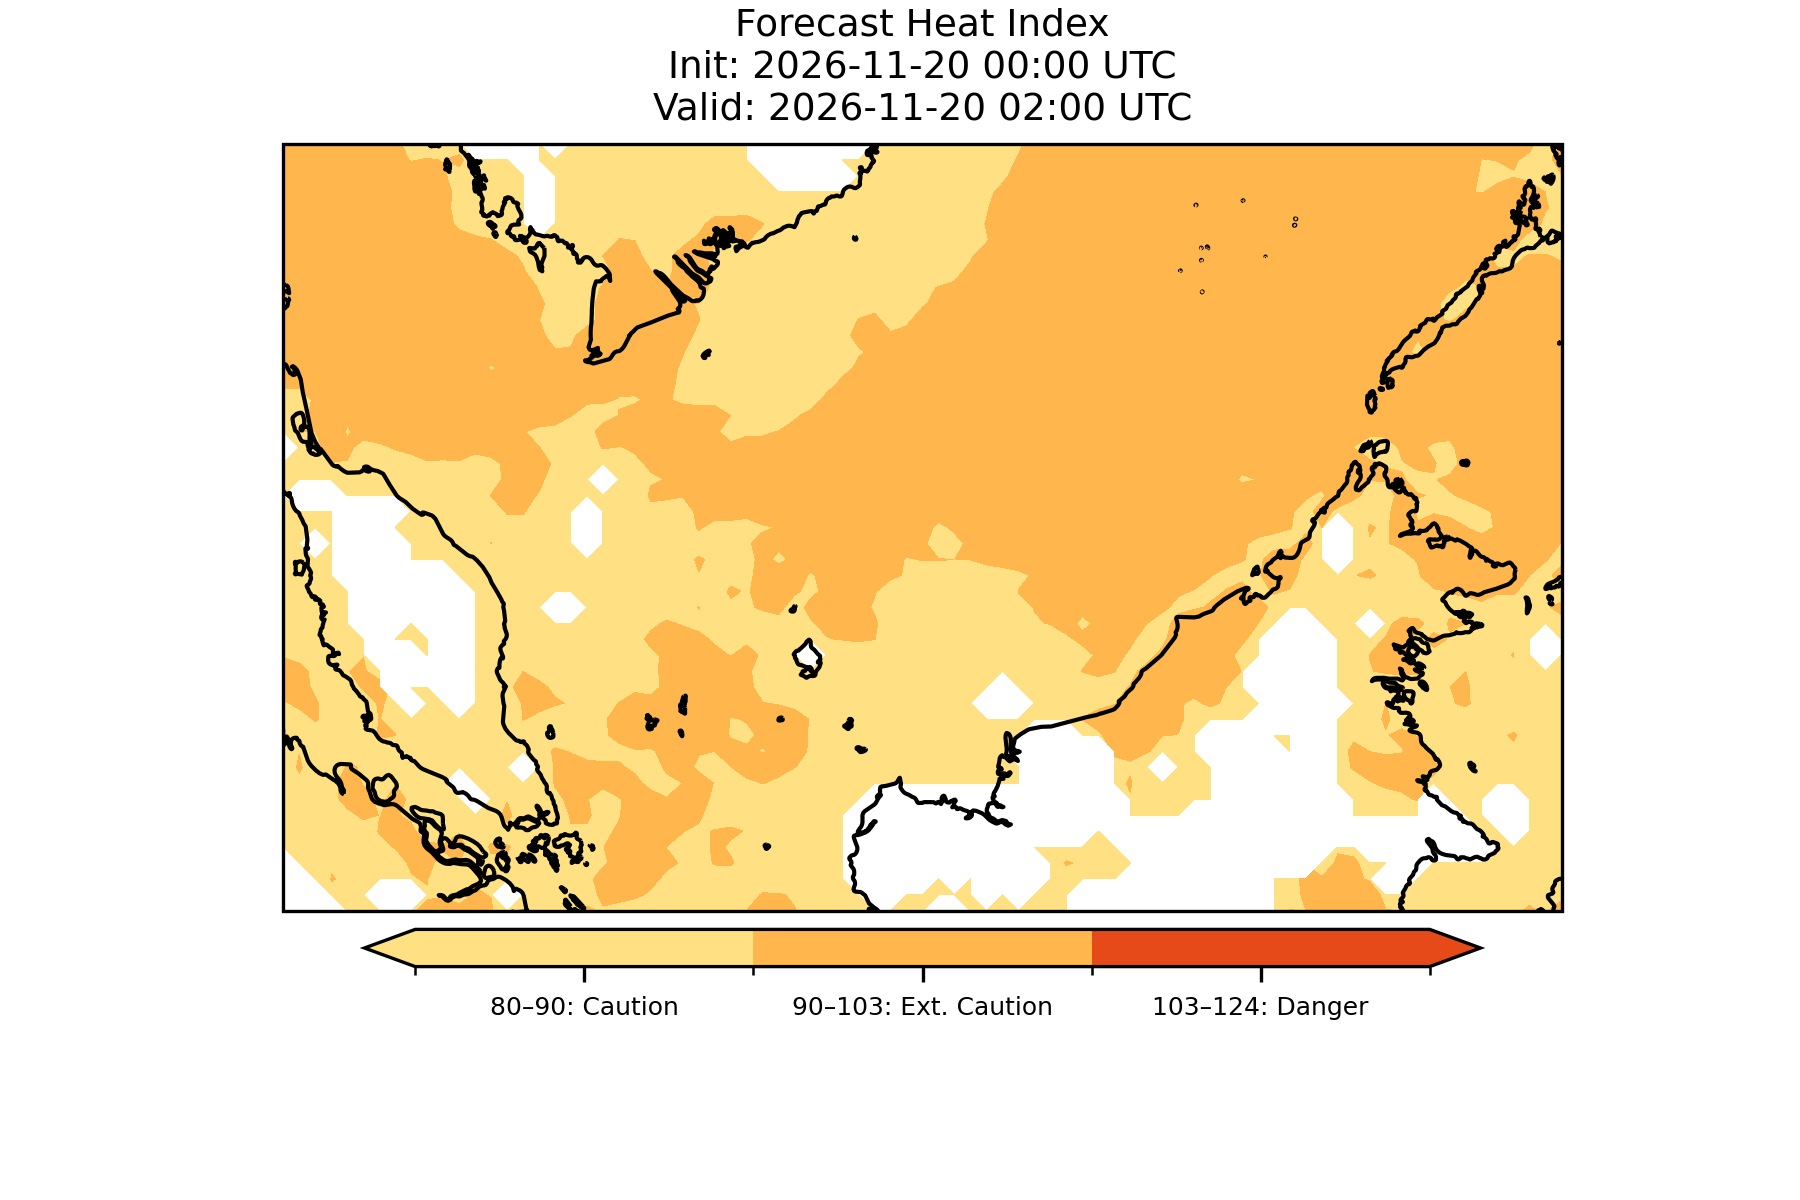 Forecast Heat Index
Init: 2026-11-20 00:00 UTC
Valid: 2026-11-20 02:00 UTC
80–90: Caution
90–103: Ext. Caution
103–124: Danger